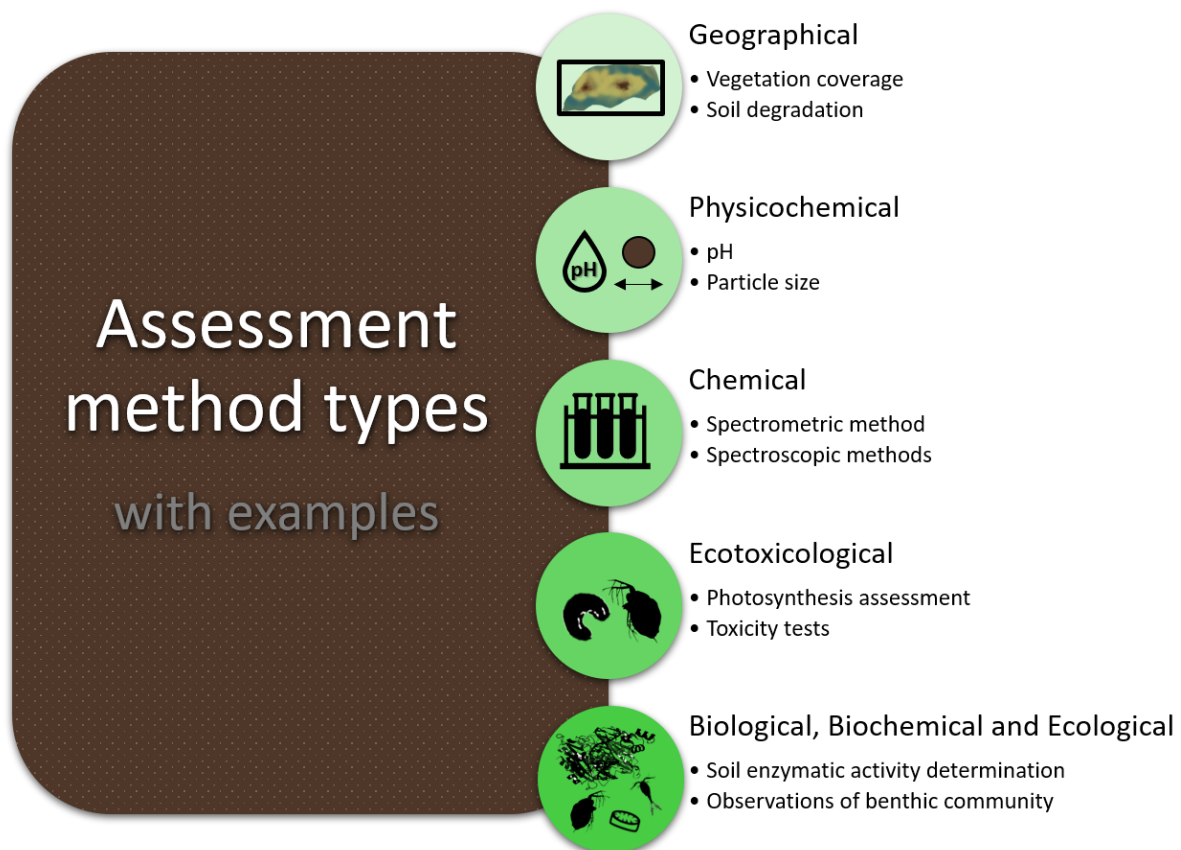 Assessment
method types
with examples
Geographical
• Vegetation coverage
• Soil degradation
pH
Physicochemical
• pH
• Particle size
Chemical
• Spectrometric method
• Spectroscopic methods
Ecotoxicological
• Photosynthesis assessment
• Toxicity tests
Biological, Biochemical and Ecological
• Soil enzymatic activity determination
• Observations of benthic community